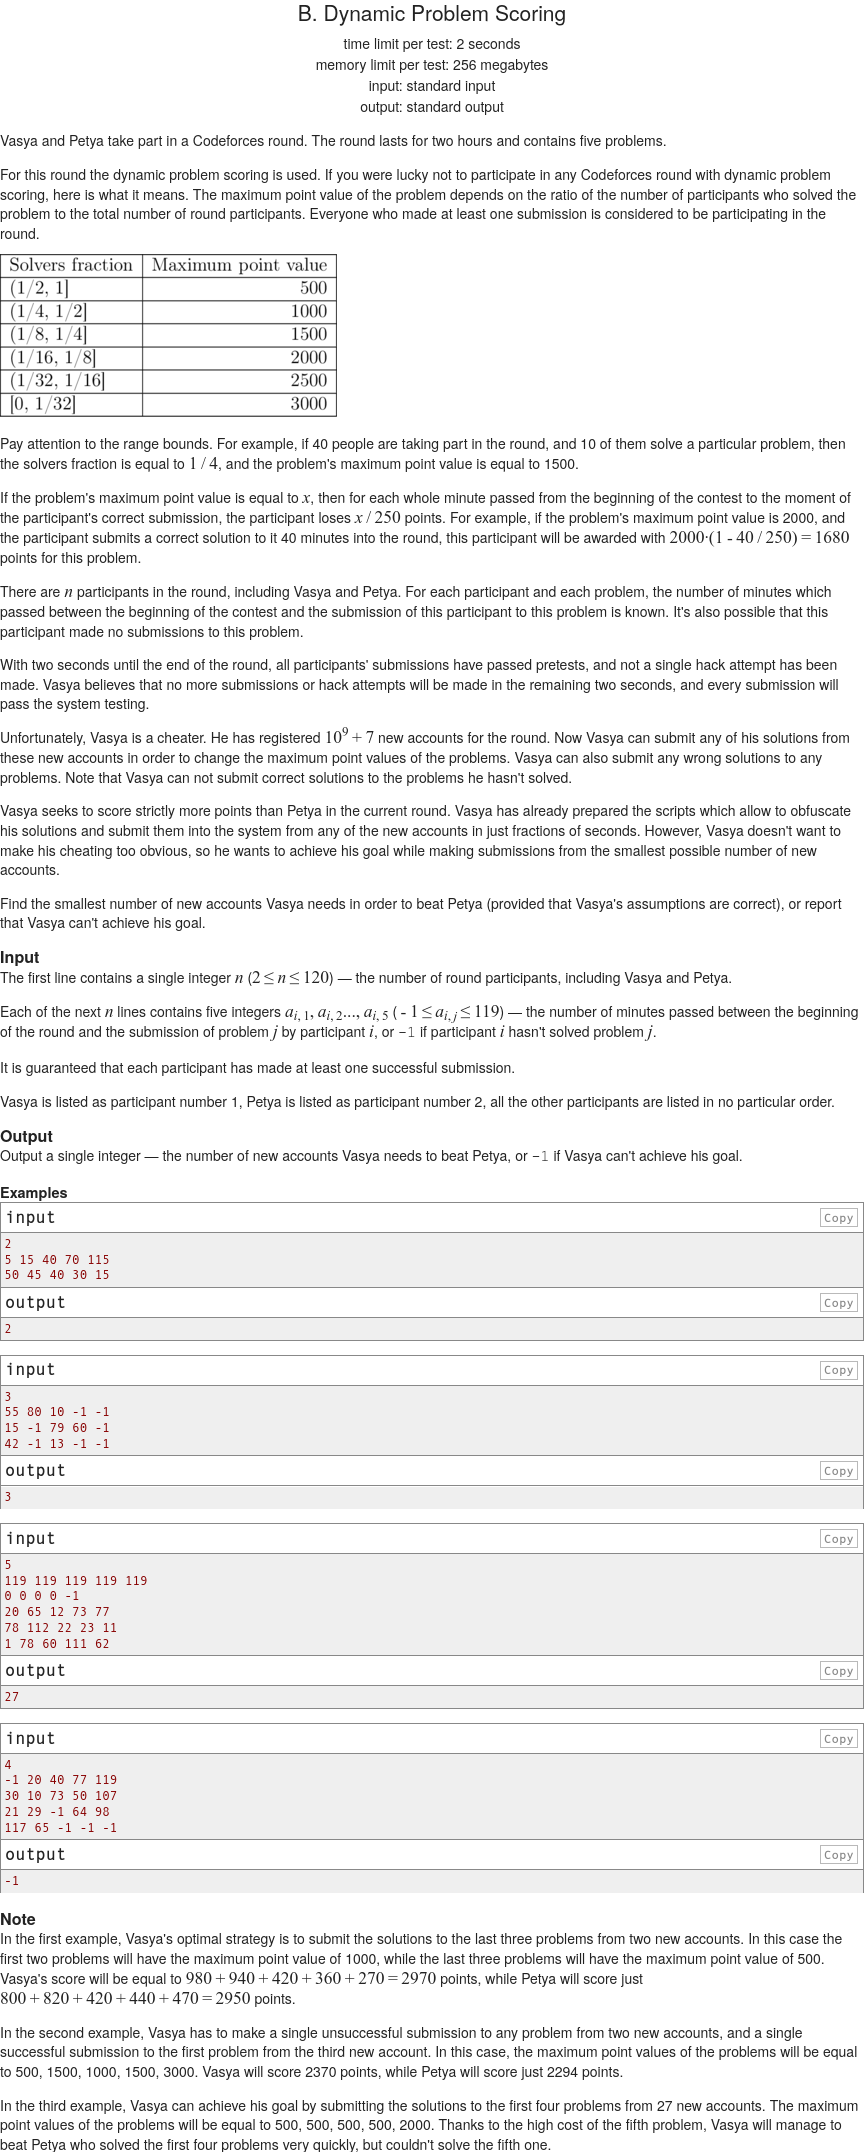 B. Dynamic Problem Scoring
time limit per test: 2 seconds
memory limit per test: 256 megabytes
input: standard input
output: standard output
Vasya and Petya take part in a Codeforces round. The round lasts for two hours and contains five problems.
For this round the dynamic problem scoring is used. If you were lucky not to participate in any Codeforces round with dynamic problem
scoring, here is what it means. The maximum point value of the problem depends on the ratio of the number of participants who solved the
problem to the total number of round participants. Everyone who made at least one submission is considered to be participating in the
round.
Solvers fraction Maximum point value
(1/2, 1] 500
(1/4, 1/2] 1000
(1/8, 1/4] 1500
(1/16, 1/8] 2000
(1/32, 1/16] 2500
[0, 1/32] 3000
Pay attention to the range bounds. For example, if 40 people are taking part in the round, and 10 of them solve a particular problem, then
the solvers fraction is equal to 1 / 4, and the problem's maximum point value is equal to 1500.
If the problem's maximum point value is equal to x, then for each whole minute passed from the beginning of the contest to the moment of
the participant's correct submission, the participant loses x / 250 points. For example, if the problem's maximum point value is 2000, and
the participant submits a correct solution to it 40 minutes into the round, this participant will be awarded with 2000·(1 - 40 / 250) = 1680
points for this problem.
There are n participants in the round, including Vasya and Petya. For each participant and each problem, the number of minutes which
passed between the beginning of the contest and the submission of this participant to this problem is known. It's also possible that this
participant made no submissions to this problem.
With two seconds until the end of the round, all participants' submissions have passed pretests, and not a single hack attempt has been
made. Vasya believes that no more submissions or hack attempts will be made in the remaining two seconds, and every submission will
pass the system testing.
Unfortunately, Vasya is a cheater. He has registered 10⁹ + 7 new accounts for the round. Now Vasya can submit any of his solutions from
these new accounts in order to change the maximum point values of the problems. Vasya can also submit any wrong solutions to any
problems. Note that Vasya can not submit correct solutions to the problems he hasn't solved.
Vasya seeks to score strictly more points than Petya in the current round. Vasya has already prepared the scripts which allow to obfuscate
his solutions and submit them into the system from any of the new accounts in just fractions of seconds. However, Vasya doesn't want to
make his cheating too obvious, so he wants to achieve his goal while making submissions from the smallest possible number of new
accounts.
Find the smallest number of new accounts Vasya needs in order to beat Petya (provided that Vasya's assumptions are correct), or report
that Vasya can't achieve his goal.
Input
The first line contains a single integer n (2 ≤ n ≤ 120) — the number of round participants, including Vasya and Petya.
Each of the next n lines contains five integers a_{i, 1}, a_{i, 2}..., a_{i, 5} ( - 1 ≤ a_{i, j} ≤ 119) — the number of minutes passed between the beginning
of the round and the submission of problem j by participant i, or -1 if participant i hasn't solved problem j.
It is guaranteed that each participant has made at least one successful submission.
Vasya is listed as participant number 1, Petya is listed as participant number 2, all the other participants are listed in no particular order.
Output
Output a single integer — the number of new accounts Vasya needs to beat Petya, or -1 if Vasya can't achieve his goal.
Examples
input Copy
2
5 15 40 70 115
50 45 40 30 15
output Copy
2
input Copy
3
55 80 10 -1 -1
15 -1 79 60 -1
42 -1 13 -1 -1
output Copy
3
input Copy
5
119 119 119 119 119
0 0 0 0 -1
20 65 12 73 77
78 112 22 23 11
1 78 60 111 62
output Copy
27
input Copy
4
-1 20 40 77 119
30 10 73 50 107
21 29 -1 64 98
117 65 -1 -1 -1
output Copy
-1
Note
In the first example, Vasya's optimal strategy is to submit the solutions to the last three problems from two new accounts. In this case the
first two problems will have the maximum point value of 1000, while the last three problems will have the maximum point value of 500.
Vasya's score will be equal to 980 + 940 + 420 + 360 + 270 = 2970 points, while Petya will score just
800 + 820 + 420 + 440 + 470 = 2950 points.
In the second example, Vasya has to make a single unsuccessful submission to any problem from two new accounts, and a single
successful submission to the first problem from the third new account. In this case, the maximum point values of the problems will be equal
to 500, 1500, 1000, 1500, 3000. Vasya will score 2370 points, while Petya will score just 2294 points.
In the third example, Vasya can achieve his goal by submitting the solutions to the first four problems from 27 new accounts. The maximum
point values of the problems will be equal to 500, 500, 500, 500, 2000. Thanks to the high cost of the fifth problem, Vasya will manage to
beat Petya who solved the first four problems very quickly, but couldn't solve the fifth one.